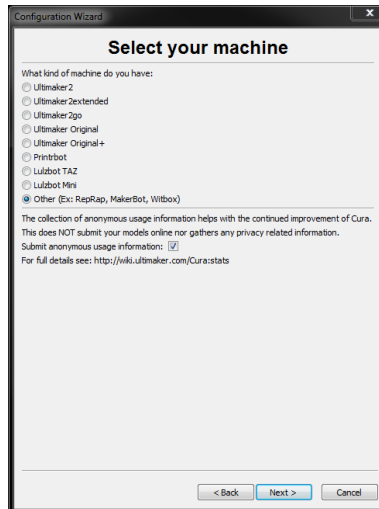 Configuration Wizard
x
Select your machine
What kind of machine do you have:
Ultimaker2
Ultimaker2extended
Ultimaker2go
Ultimaker Original
Ultimaker Original+
Printrbot
Lulzbot TAZ
Lulzbot Mini
Other (Ex: RepRap, MakerBot, Witbox)
The collection of anonymous usage information helps with the continued improvement of Cura.
This does NOT submit your models online nor gathers any privacy related information.
Submit anonymous usage information:
For full details see: http://wiki.ultimaker.com/Cura:stats
< Back Next > Cancel